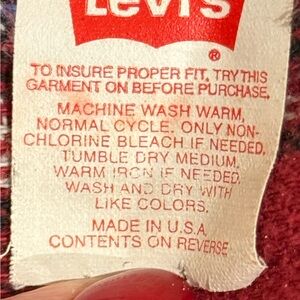 Levi's
®
TO INSURE PROPER FIT, TRY THIS
GARMENT ON BEFORE PURCHASE,
MACHINE WASH WARM,
NORMAL CYCLE. ONLY NON-
CHLORINE BLEACH IF NEEDED.
TUMBLE DRY MEDIUM.
WARM IRON IF NEEDED.
WASH AND DRY WITH
LIKE COLORS.
MADE IN U.S.A.
CONTENTS ON REVERSE